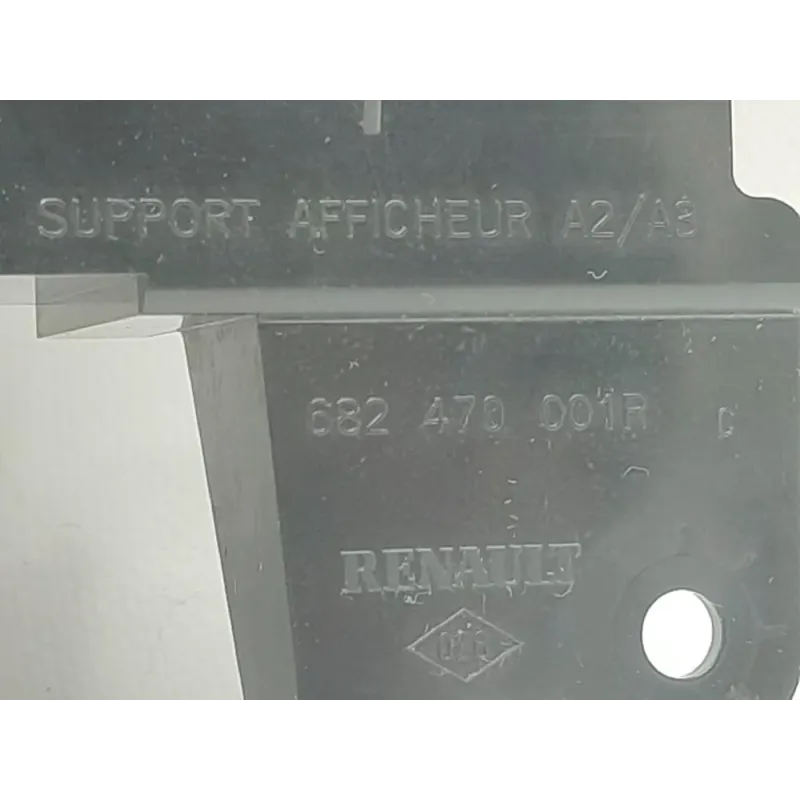 SUPPORT AFFICHEUR A2/A3
682 470 001R C
RENAULT